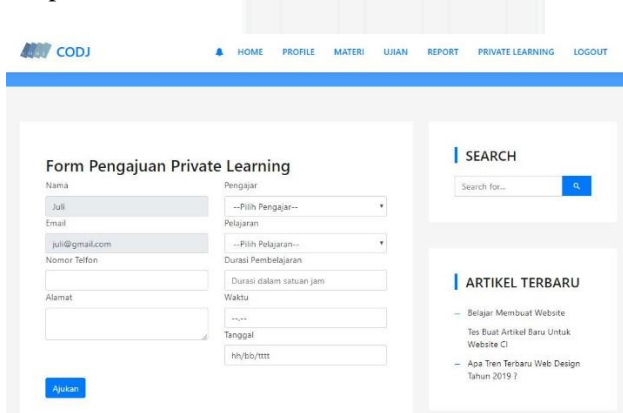 CODJ
HOME PROFILE MATERI UJIAN REPORT PRIVATE LEARNING LOGOUT
Form Pengajuan Private Learning
Nama
Juli
Email
juli@gmail.com
Nomor Telfon
Alamat
Pengajar
--Pilih Pengajar--
Pelajaran
--Pilih Pelajaran--
Durasi Pembelajaran
Durasi dalam satuan jam
Waktu
--.--
Tanggal
hh/bb/tttt
Ajukan
SEARCH
Search for...
ARTIKEL TERBARU
– Belajar Membuat Website
Tes Buat Artikel Baru Untuk
Website CI
– Apa Tren Terbaru Web Design
Tahun 2019 ?